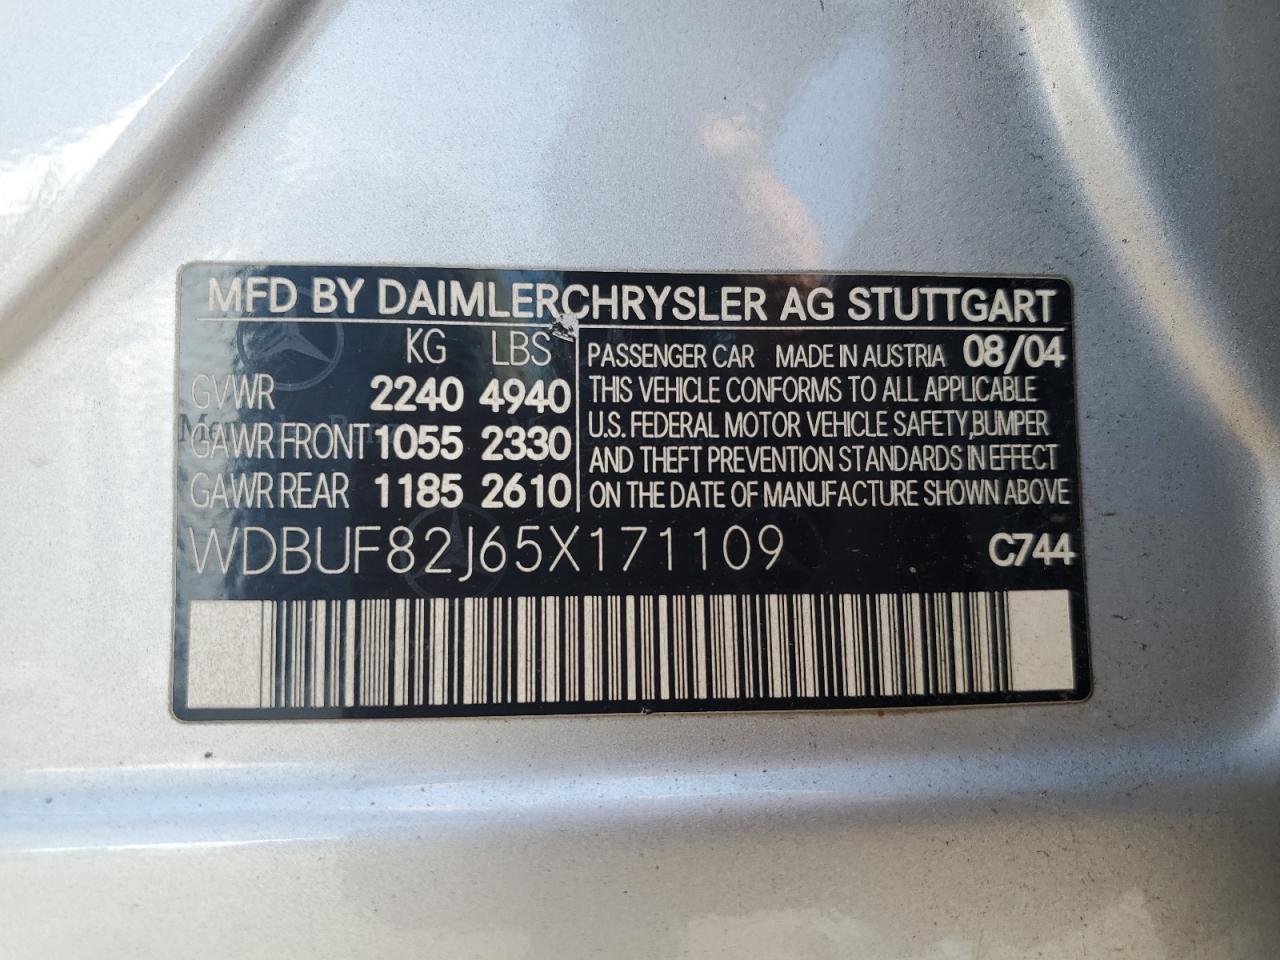 MFD BY DAIMLERCHRYSLER AG STUTTGART
KG LBS
GVWR 2240 4940
GAWR FRONT 1055 2330
GAWR REAR 1185 2610
PASSENGER CAR MADE IN AUSTRIA 08/04
THIS VEHICLE CONFORMS TO ALL APPLICABLE
U.S. FEDERAL MOTOR VEHICLE SAFETY,BUMPER
AND THEFT PREVENTION STANDARDS IN EFFECT
ON THE DATE OF MANUFACTURE SHOWN ABOVE
WDBUF82J65X171109 C744